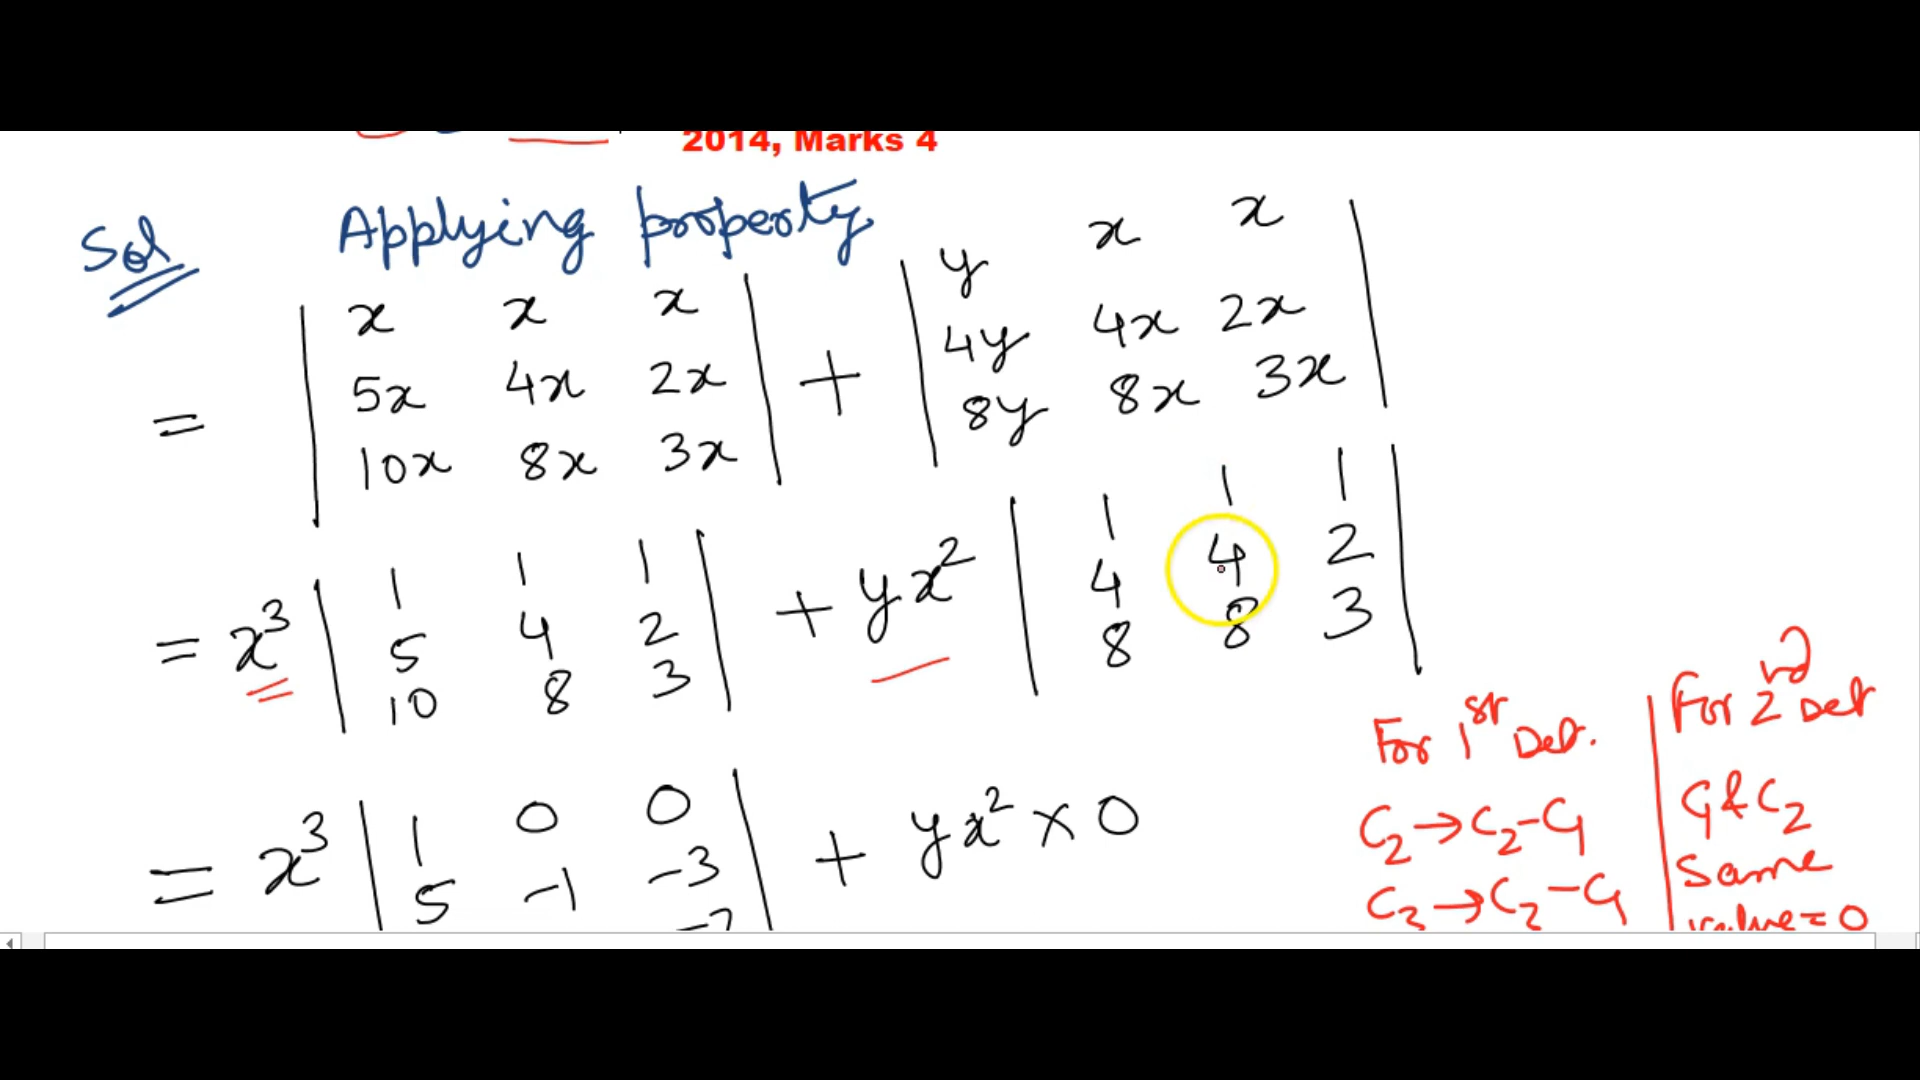 2014, Marks 4
Sol Applying property
= | x x x | + | y x x |
| 5x 4x 2x | | 4y 4x 2x |
| 10x 8x 3x | | 8y 8x 3x |
= x³ | 1 1 1 | + yx² | 1 1 1 |
| 5 4 2 | | 4 4 2 |
| 10 8 3 | | 8 8 3 |
= x³ | 1 0 0 | + yx² × 0
| 5 -1 -3 |
-7
For 1st Det.
C₂ → C₂-C₁
C₃ → C₃-C₁
For 2nd Det
C₁ & C₂
Same
value = 0